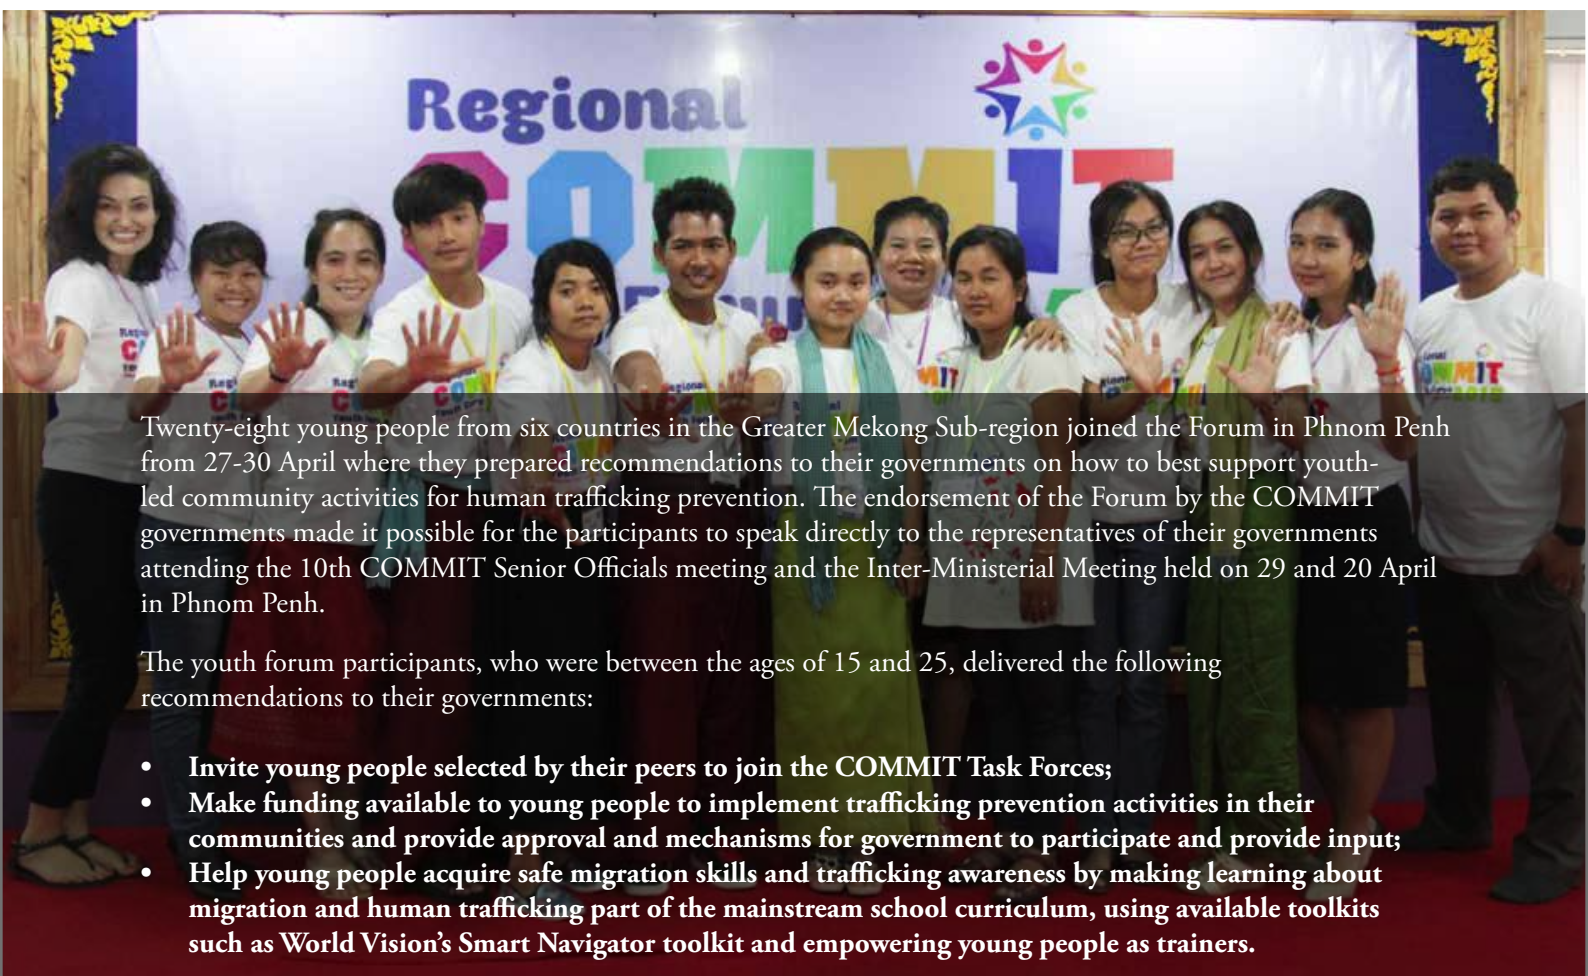 Regional
COMMIT
Twenty-eight young people from six countries in the Greater Mekong Sub-region joined the Forum in Phnom Penh
from 27-30 April where they prepared recommendations to their governments on how to best support youth-
led community activities for human trafficking prevention. The endorsement of the Forum by the COMMIT
governments made it possible for the participants to speak directly to the representatives of their governments
attending the 10th COMMIT Senior Officials meeting and the Inter-Ministerial Meeting held on 29 and 20 April
in Phnom Penh.
The youth forum participants, who were between the ages of 15 and 25, delivered the following
recommendations to their governments:
• Invite young people selected by their peers to join the COMMIT Task Forces;
• Make funding available to young people to implement trafficking prevention activities in their
communities and provide approval and mechanisms for government to participate and provide input;
• Help young people acquire safe migration skills and trafficking awareness by making learning about
migration and human trafficking part of the mainstream school curriculum, using available toolkits
such as World Vision's Smart Navigator toolkit and empowering young people as trainers.